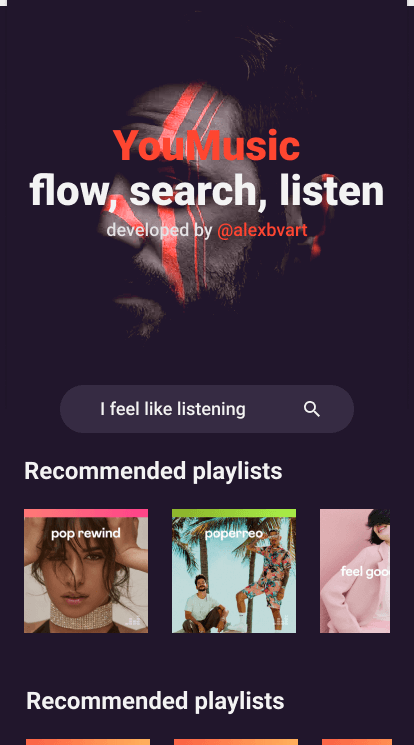 YouMusic
flow, search, listen
developed by @alexbvart
I feel like listening
Recommended playlists
pop rewind
poperreo
feel goo
Recommended playlists